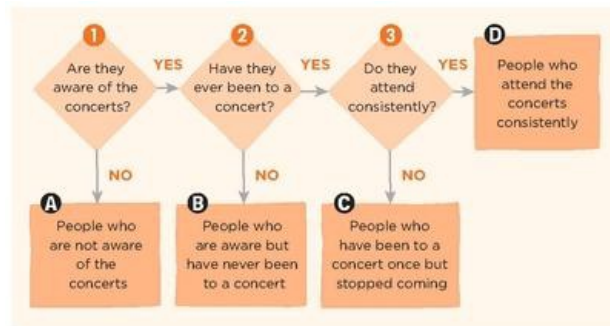 1
Are they
aware of the
concerts?
YES
2
Have they
ever been to a
concert?
YES
3
Do they
attend
consistently?
YES
D
People who
attend the
concerts
consistently
NO
NO
NO
A
People who
are not aware
of the
concerts
B
People who
are aware but
have never been
to a concert
C
People who
have been to a
concert once but
stopped coming